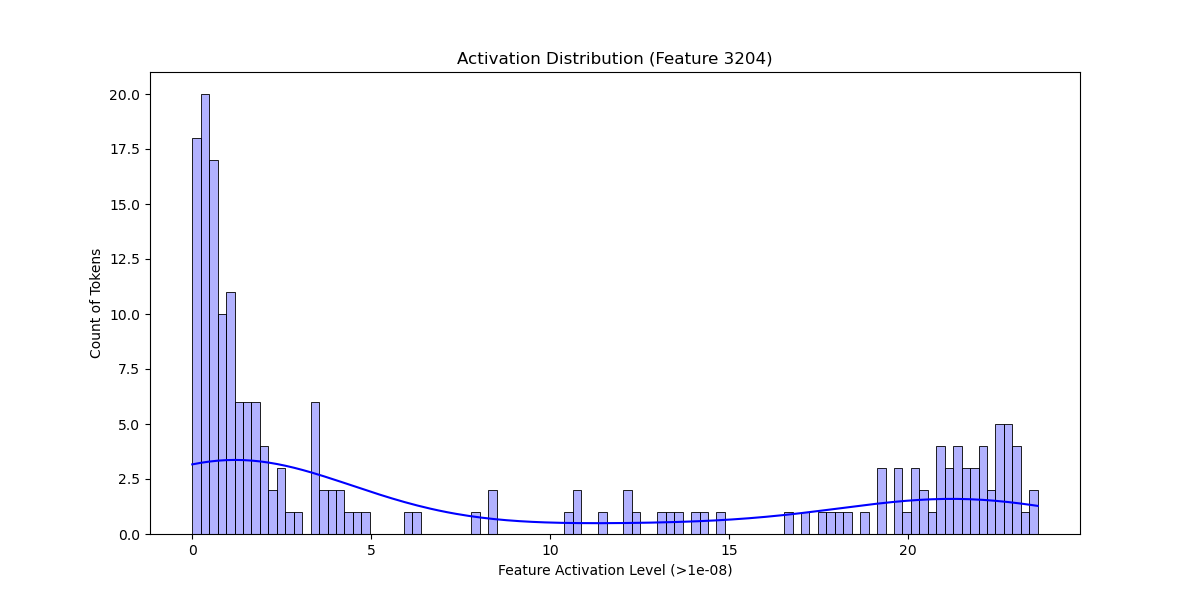 Activation Distribution (Feature 3204)
20.0
17.5
15.0
12.5
10.0
7.5
5.0
2.5
0.0
Count of Tokens
0 5 10 15 20
Feature Activation Level (>1e-08)